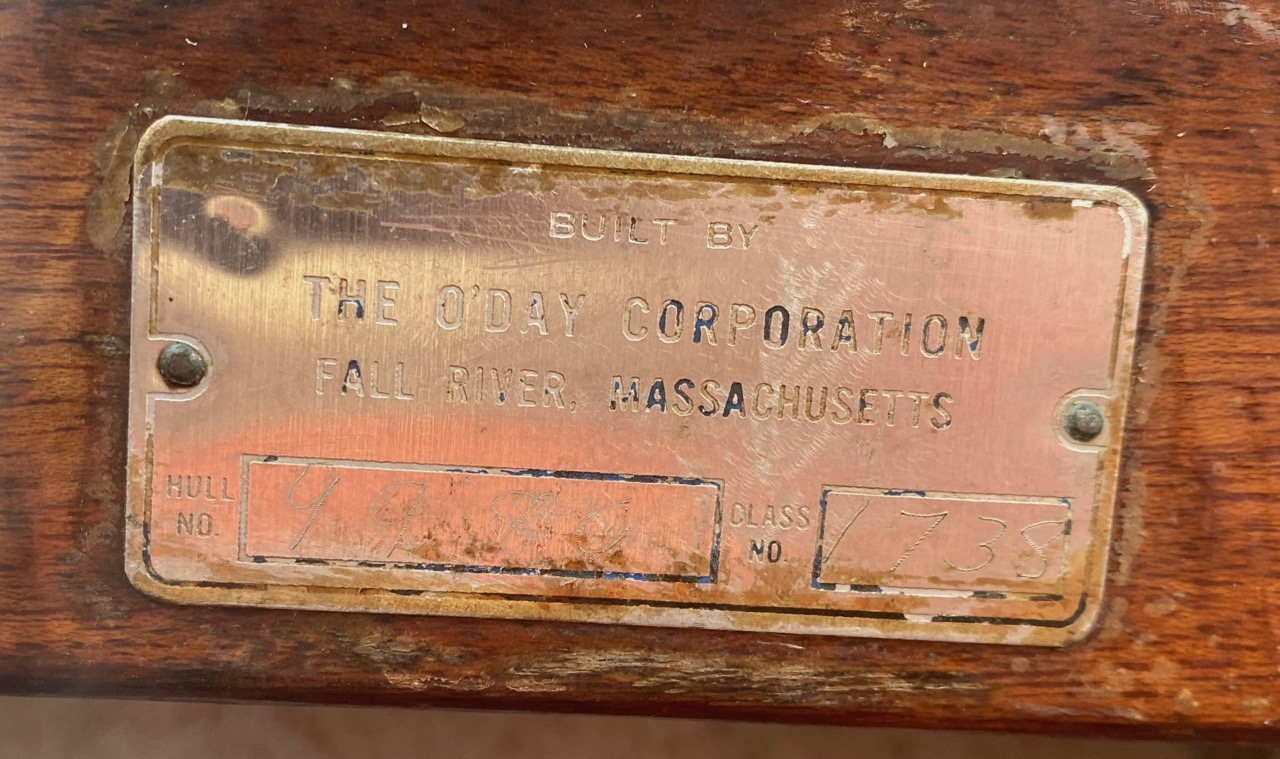 BUILT BY
THE O'DAY CORPORATION
FALL RIVER, MASSACHUSETTS
HULL NO. CLASS NO. 1738